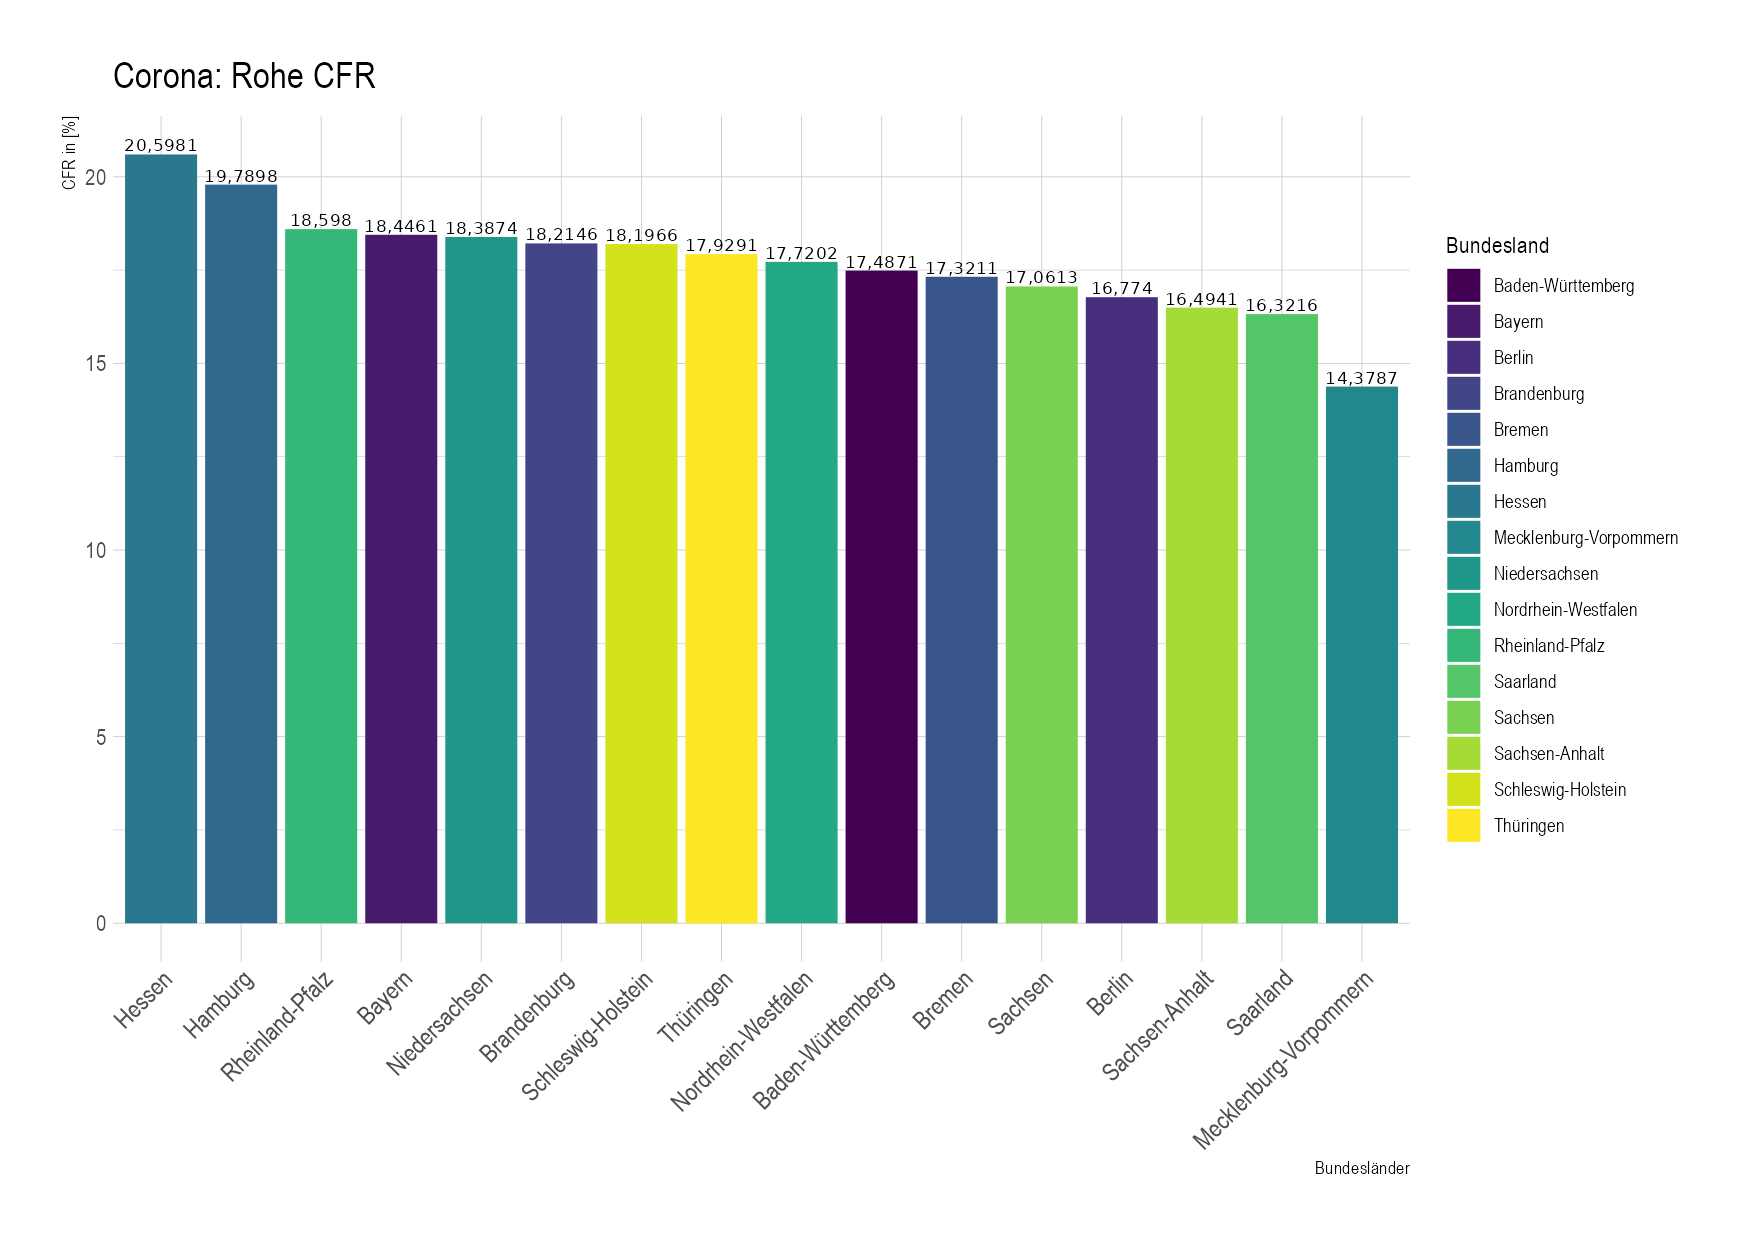 Corona: Rohe CFR
CFR in [%]
20
15
10
5
0
20,5981
19,7898
18,598
18,4461
18,3874
18,2146
18,1966
17,9291
17,7202
17,4871
17,3211
17,0613
16,774
16,4941
16,3216
14,3787
Hessen
Hamburg
Rheinland-Pfalz
Bayern
Niedersachsen
Brandenburg
Schleswig-Holstein
Thüringen
Nordrhein-Westfalen
Baden-Württemberg
Bremen
Sachsen
Berlin
Sachsen-Anhalt
Saarland
Mecklenburg-Vorpommern
Bundesländer
Bundesland
Baden-Württemberg
Bayern
Berlin
Brandenburg
Bremen
Hamburg
Hessen
Mecklenburg-Vorpommern
Niedersachsen
Nordrhein-Westfalen
Rheinland-Pfalz
Saarland
Sachsen
Sachsen-Anhalt
Schleswig-Holstein
Thüringen